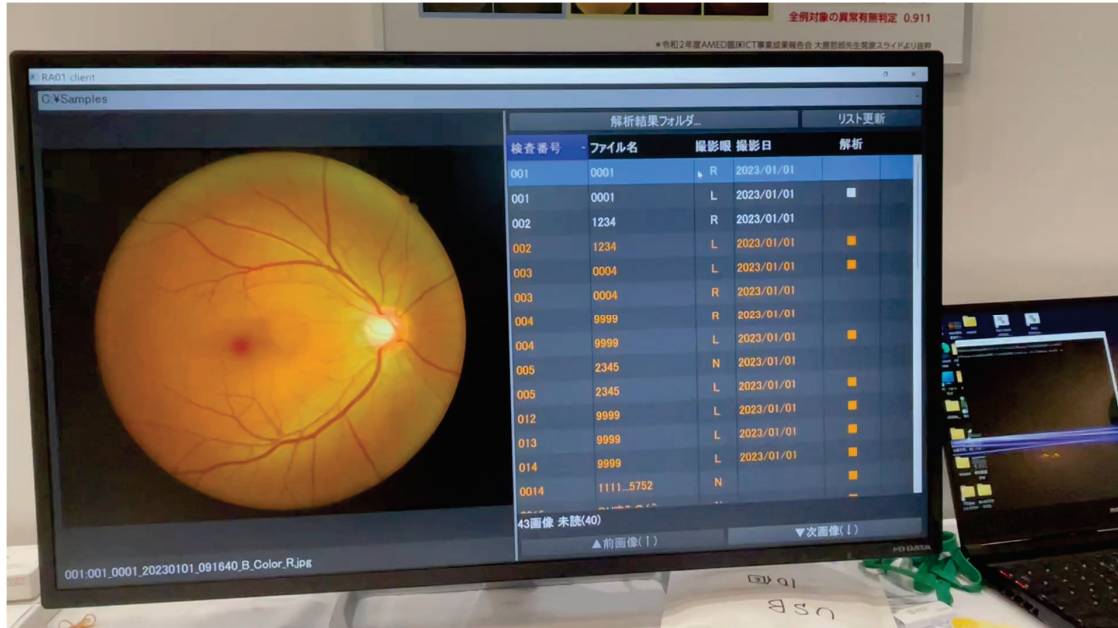 全例対象の異常有無判定 0.911
*令和2年度AMED臨床ICT事業成果報告会 大鹿哲郎先生発表スライドより抜粋
RA01 client
C:¥Samples
解析結果フォルダ... リスト更新
検査番号 ファイル名 撮影眼 撮影日 解析
001 0001 R 2023/01/01
001 0001 L 2023/01/01
002 1234 R 2023/01/01
002 1234 L 2023/01/01
003 0004 L 2023/01/01
003 0004 R 2023/01/01
004 9999 R 2023/01/01
004 9999 L 2023/01/01
005 2345 N 2023/01/01
005 2345 L 2023/01/01
012 9999 L 2023/01/01
013 9999 L 2023/01/01
014 9999 L 2023/01/01
0014 1111...5752 N
43画像 未読(40)
▲前画像(↑) ▼次画像(↓)
001:001_0001_20230101_091640_B_Color_R.jpg
I-O DATA
USB